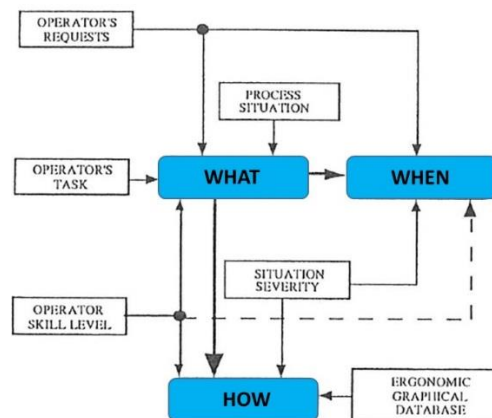 OPERATOR'S
REQUESTS
PROCESS
SITUATION
OPERATOR'S
TASK
WHAT
WHEN
SITUATION
SEVERITY
OPERATOR
SKILL LEVEL
HOW
ERGONOMIC
GRAPHICAL
DATABASE